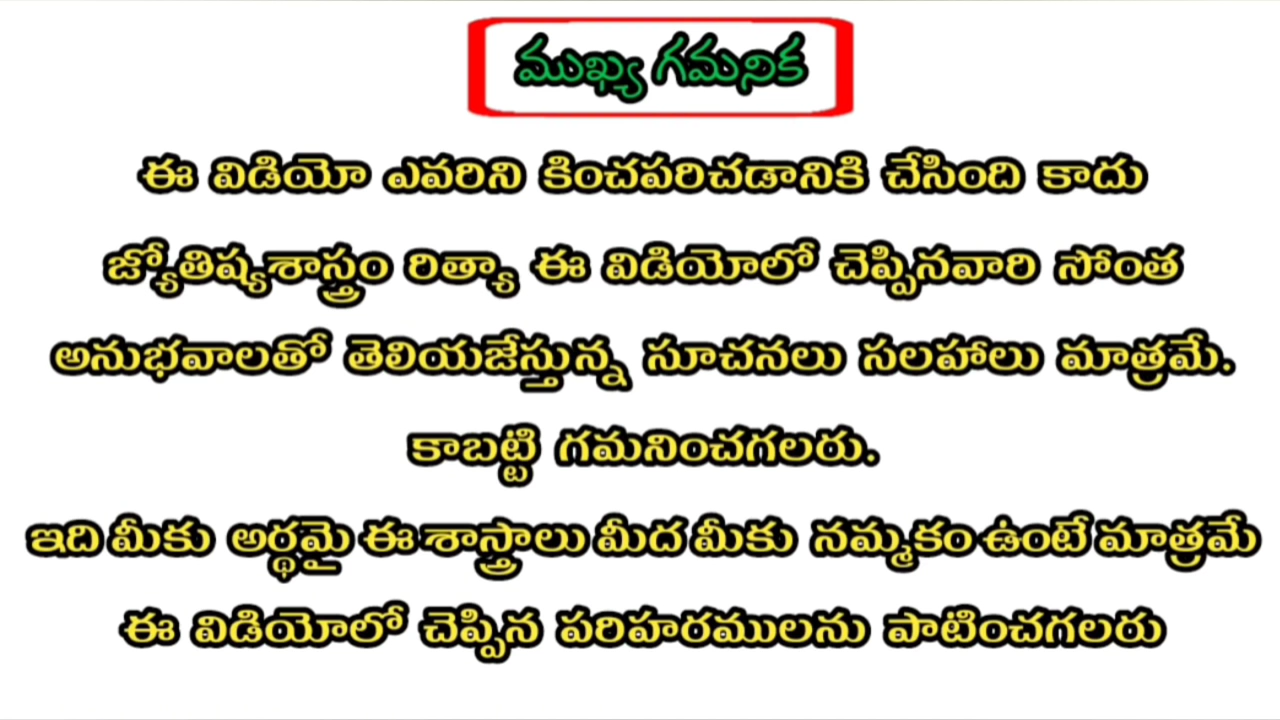 ముఖ్య గమనిక
ఈ విడియో ఎవరిని కించపరిచడానికి చేసింది కాదు
జ్యోతిష్యశాస్త్రం రిత్యా ఈ విడియోలో చెప్పినవారి సోంత
అనుభవాలతో తెలియజేస్తున్న సూచనలు సలహాలు మాత్రమే.
కాబట్టి గమనించగలరు.
ఇది మీకు అర్థమై ఈ శాస్త్రాలు మీద మీకు నమ్మకం ఉంటే మాత్రమే
ఈ విడియోలో చెప్పిన పరిహరములను పాటించగలరు